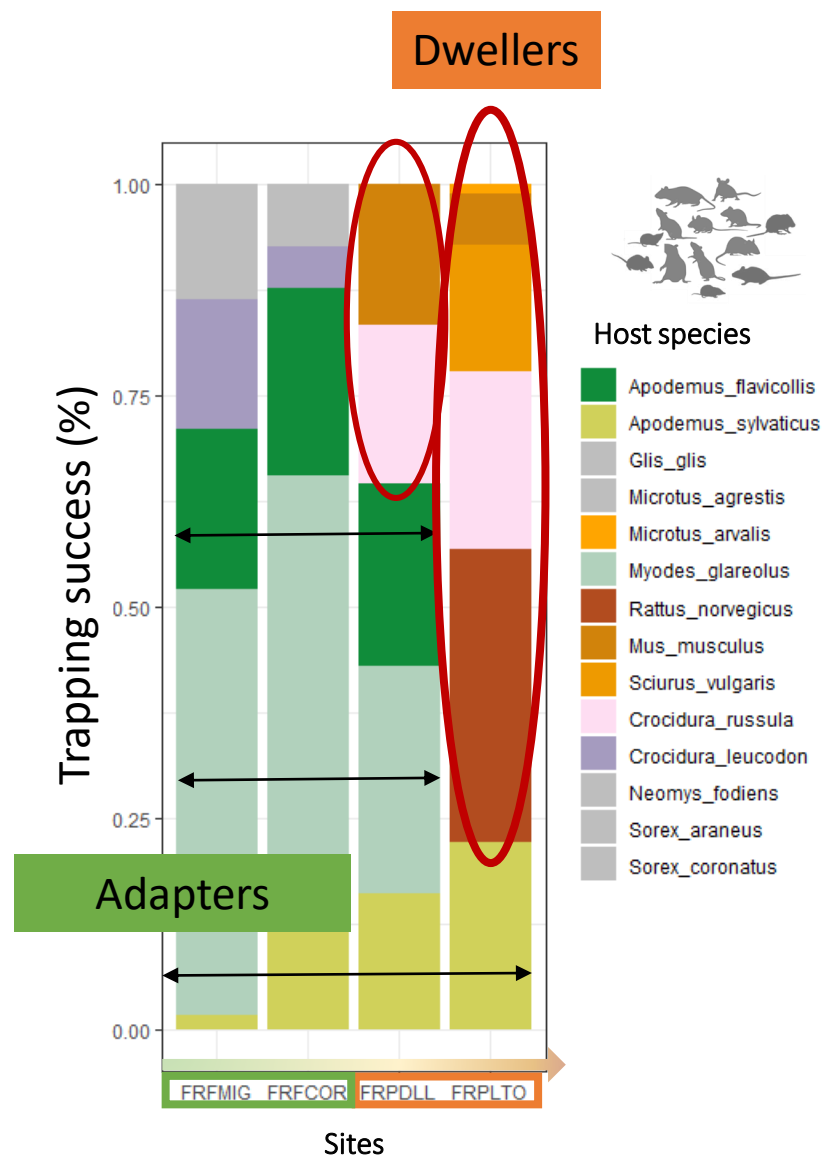 Dwellers
Host species
Apodemus_flavicollis
Apodemus_sylvaticus
Glis_glis
Microtus_agrestis
Microtus_arvalis
Myodes_glareolus
Rattus_norvegicus
Mus_musculus
Sciurus_vulgaris
Crocidura_russula
Crocidura_leucodon
Neomys_fodiens
Sorex_araneus
Sorex_coronatus
Trapping success (%)
1.00
0.75
0.50
0.25
0.00
Adapters
FRFMIG FRFCOR FRPDLL FRPLTO
Sites